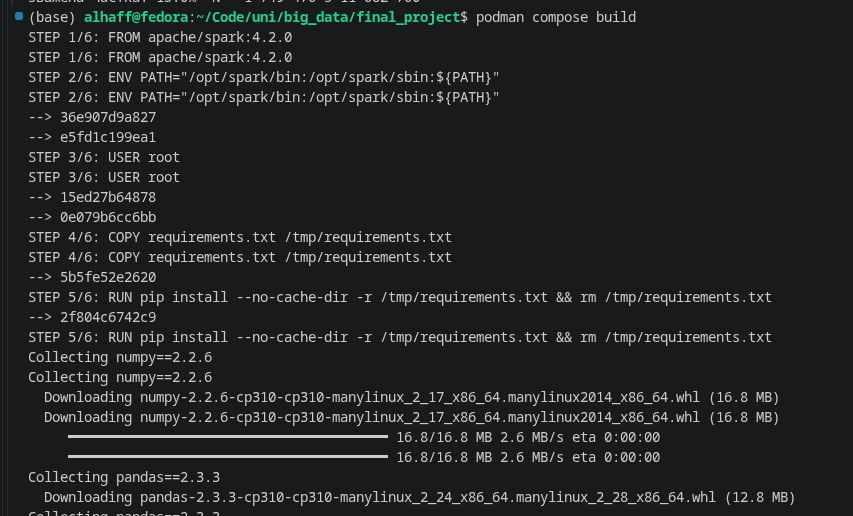 (base) alhaff@fedora:~/Code/uni/big_data/final_project$ podman compose build
STEP 1/6: FROM apache/spark:4.2.0
STEP 1/6: FROM apache/spark:4.2.0
STEP 2/6: ENV PATH="/opt/spark/bin:/opt/spark/sbin:${PATH}"
STEP 2/6: ENV PATH="/opt/spark/bin:/opt/spark/sbin:${PATH}"
--> 36e907d9a827
--> e5fd1c199ea1
STEP 3/6: USER root
STEP 3/6: USER root
--> 15ed27b64878
--> 0e079b6cc6bb
STEP 4/6: COPY requirements.txt /tmp/requirements.txt
STEP 4/6: COPY requirements.txt /tmp/requirements.txt
--> 5b5fe52e2620
STEP 5/6: RUN pip install --no-cache-dir -r /tmp/requirements.txt && rm /tmp/requirements.txt
--> 2f804c6742c9
STEP 5/6: RUN pip install --no-cache-dir -r /tmp/requirements.txt && rm /tmp/requirements.txt
Collecting numpy==2.2.6
Collecting numpy==2.2.6
Downloading numpy-2.2.6-cp310-cp310-manylinux_2_17_x86_64.manylinux2014_x86_64.whl (16.8 MB)
Downloading numpy-2.2.6-cp310-cp310-manylinux_2_17_x86_64.manylinux2014_x86_64.whl (16.8 MB)
16.8/16.8 MB 2.6 MB/s eta 0:00:00
16.8/16.8 MB 2.6 MB/s eta 0:00:00
Collecting pandas==2.3.3
Downloading pandas-2.3.3-cp310-cp310-manylinux_2_24_x86_64.manylinux_2_28_x86_64.whl (12.8 MB)
Collecting pandas==2.3.3